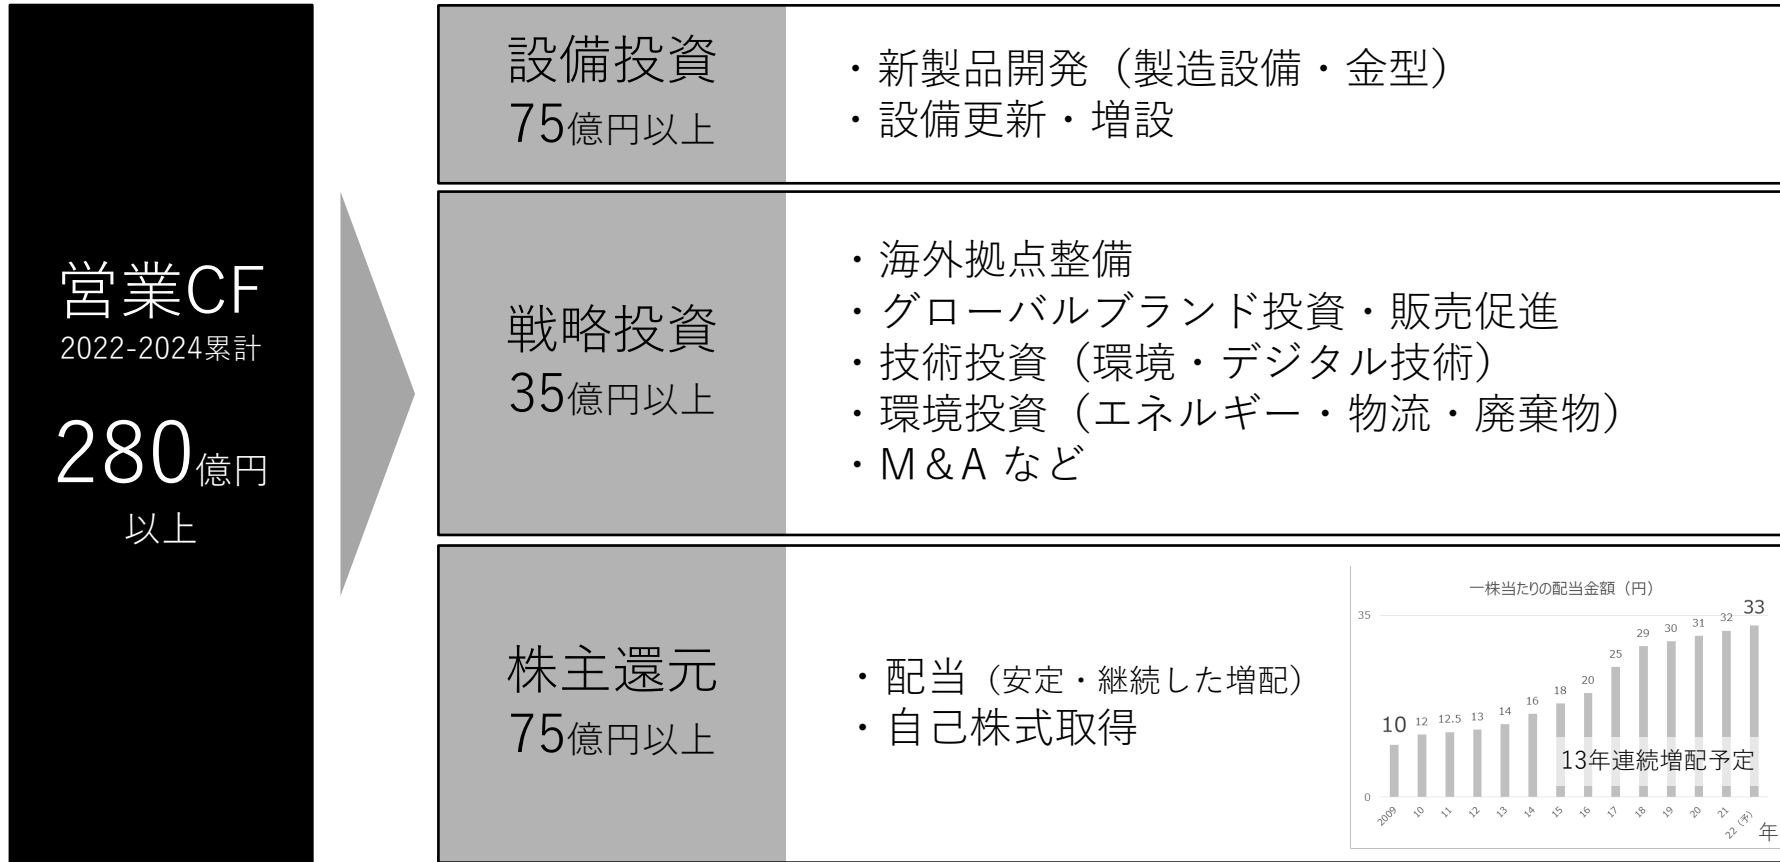 営業CF
2022-2024累計
280億円
以上
設備投資
75億円以上
・新製品開発（製造設備・金型）
・設備更新・増設
戦略投資
35億円以上
・海外拠点整備
・グローバルブランド投資・販売促進
・技術投資（環境・デジタル技術）
・環境投資（エネルギー・物流・廃棄物）
・M&A など
株主還元
75億円以上
・配当（安定・継続した増配）
・自己株式取得
一株当たりの配当金額（円）
35
10 12 12.5 13 14 16 18 20 25 29 30 31 32 33
13年連続増配予定
0
2009 10 11 12 13 14 15 16 17 18 19 20 21 22（予） 年